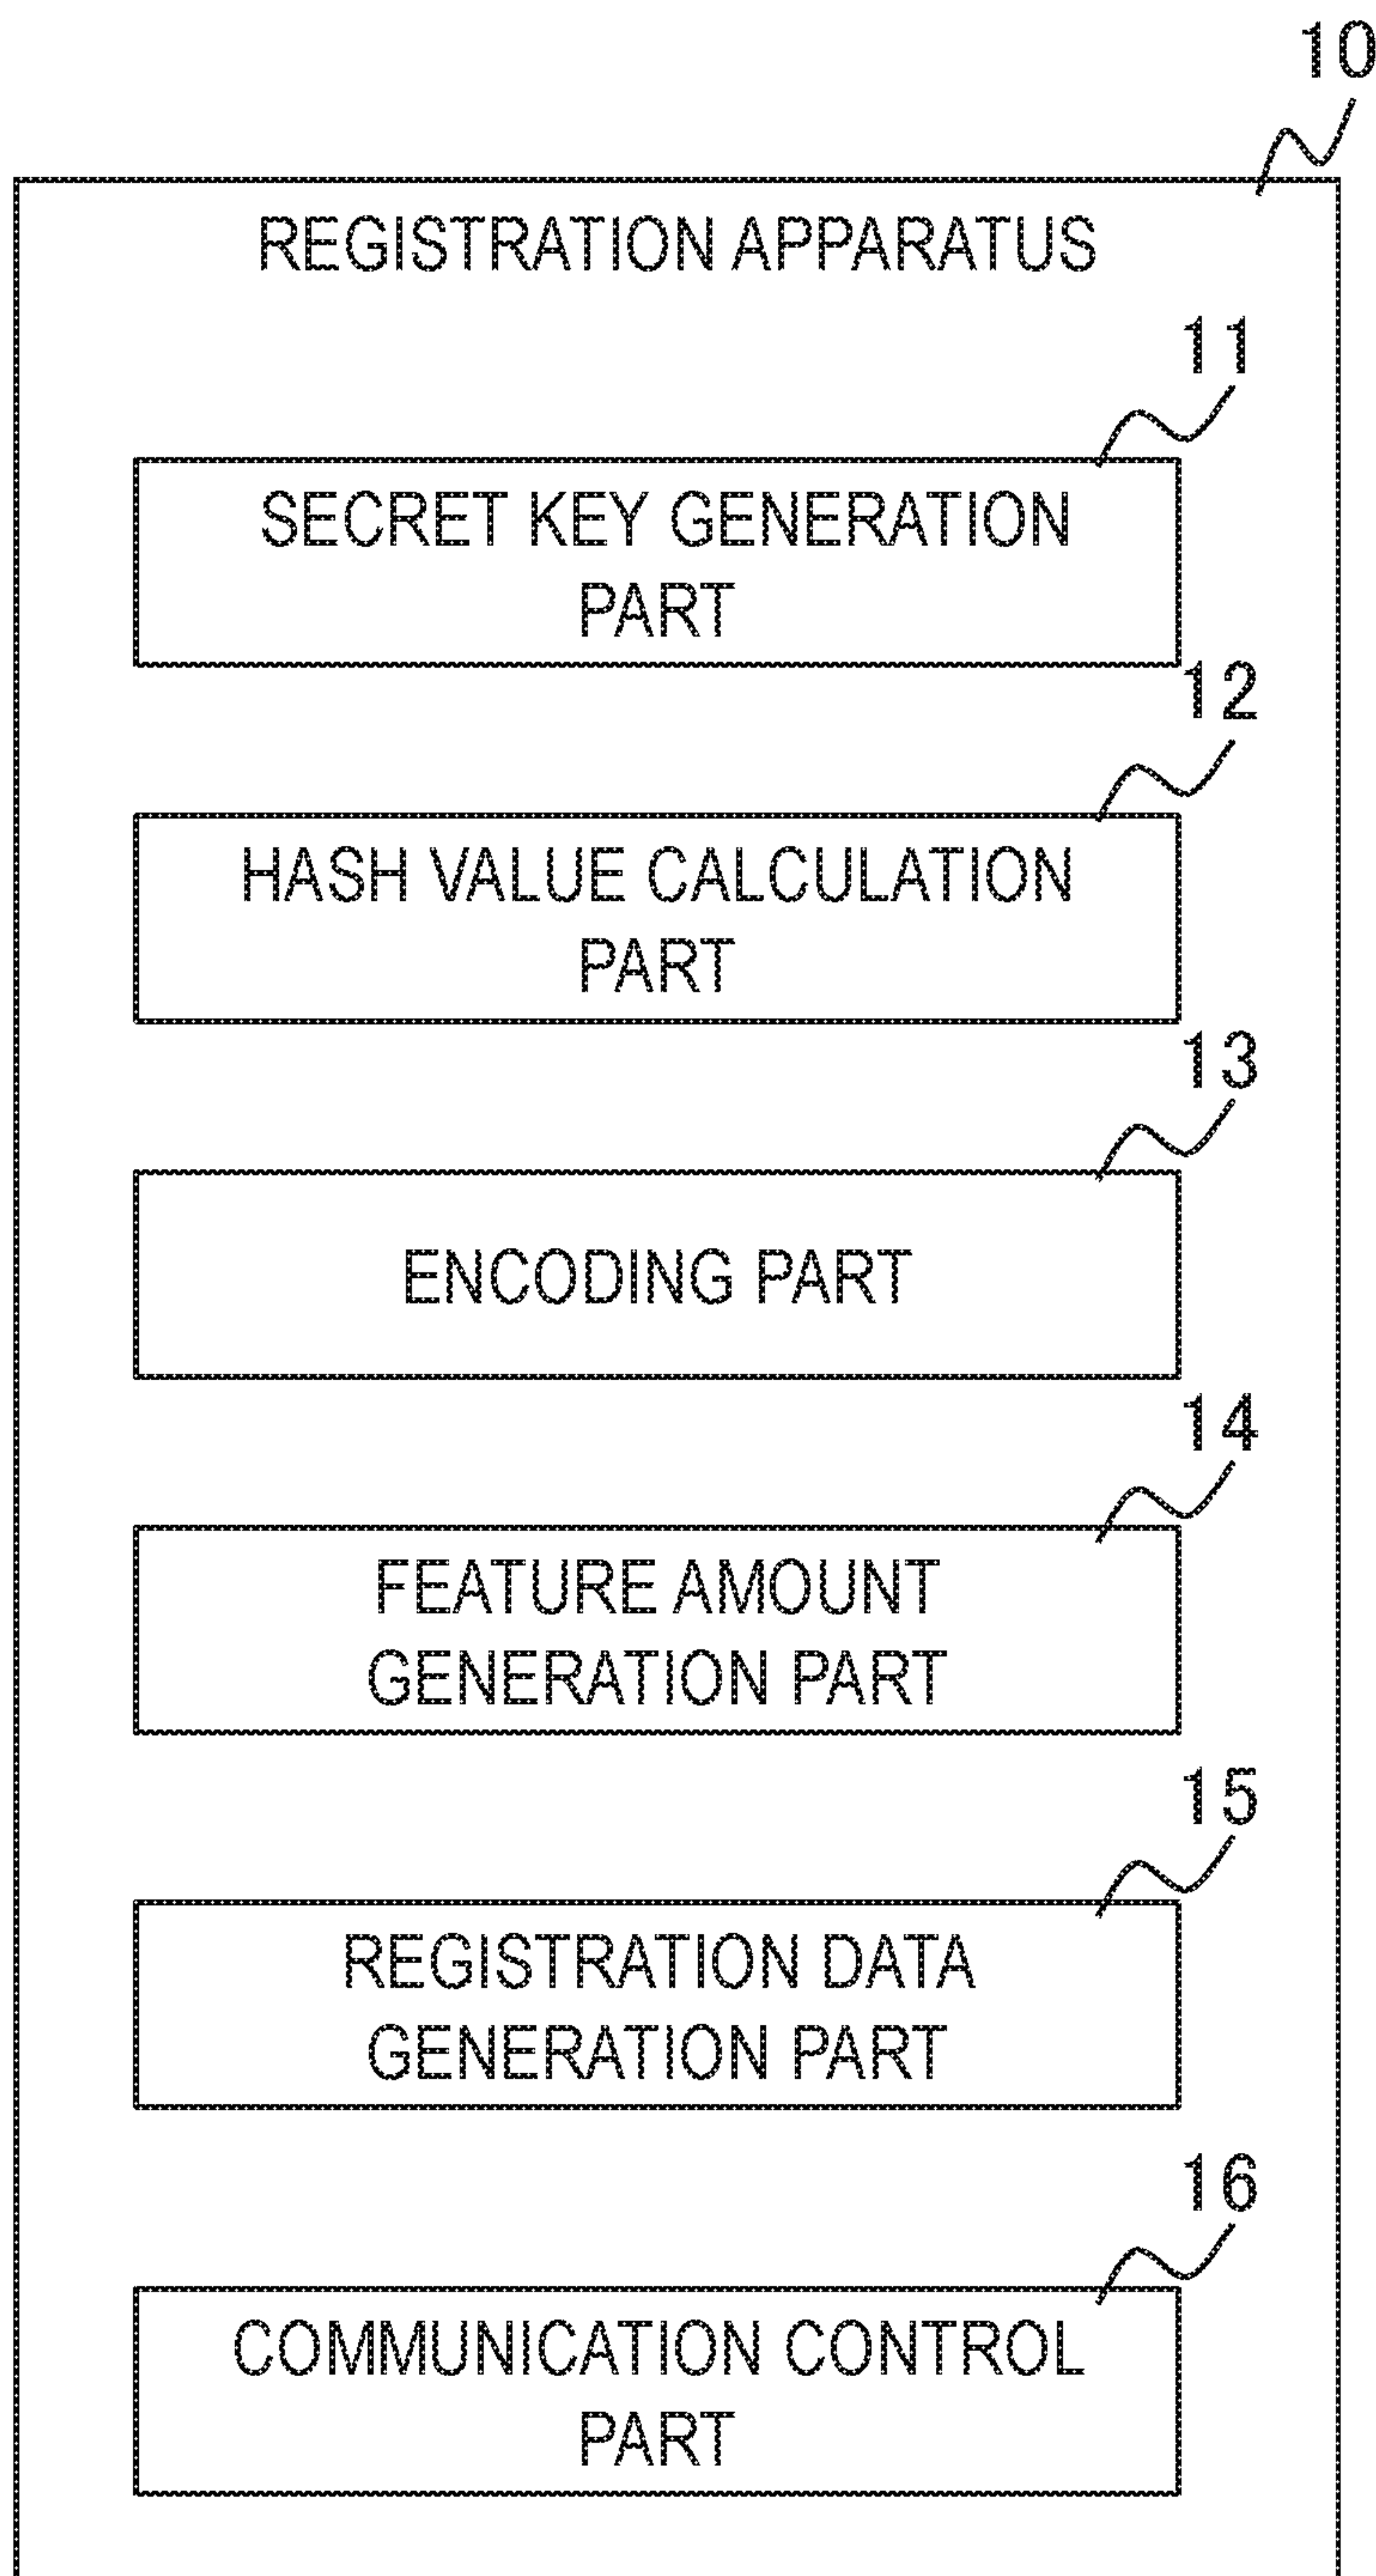 10
REGISTRATION APPARATUS
11
SECRET KEY GENERATION
PART
12
HASH VALUE CALCULATION
PART
13
ENCODING PART
14
FEATURE AMOUNT
GENERATION PART
15
REGISTRATION DATA
GENERATION PART
16
COMMUNICATION CONTROL
PART